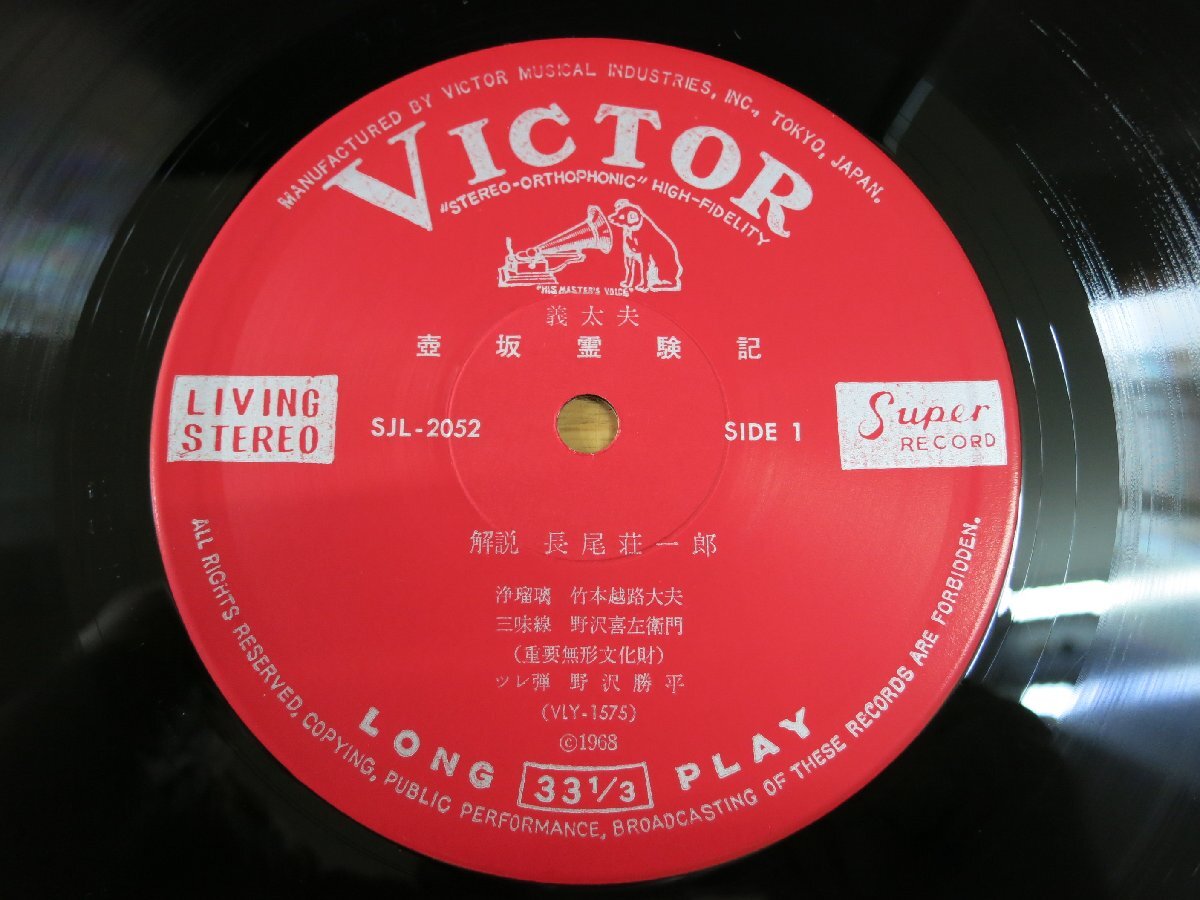 MANUFACTURED BY VICTOR MUSICAL INDUSTRIES, INC., TOKYO, JAPAN.
VICTOR
"STEREO-ORTHOPHONIC" HIGH-FIDELITY
"HIS MASTER'S VOICE"
義太夫
壺坂霊験記
LIVING
STEREO
SJL-2052
SIDE 1
Super
RECORD
解説 長尾荘一郎
浄瑠璃 竹本越路大夫
三味線 野沢喜左衛門
(重要無形文化財)
ツレ弾 野沢勝平
(VLY-1575)
©1968
LONG 33 1/3 PLAY
ALL RIGHTS RESERVED, COPYING, PUBLIC PERFORMANCE, BROADCASTING OF THESE RECORDS ARE FORBIDDEN.